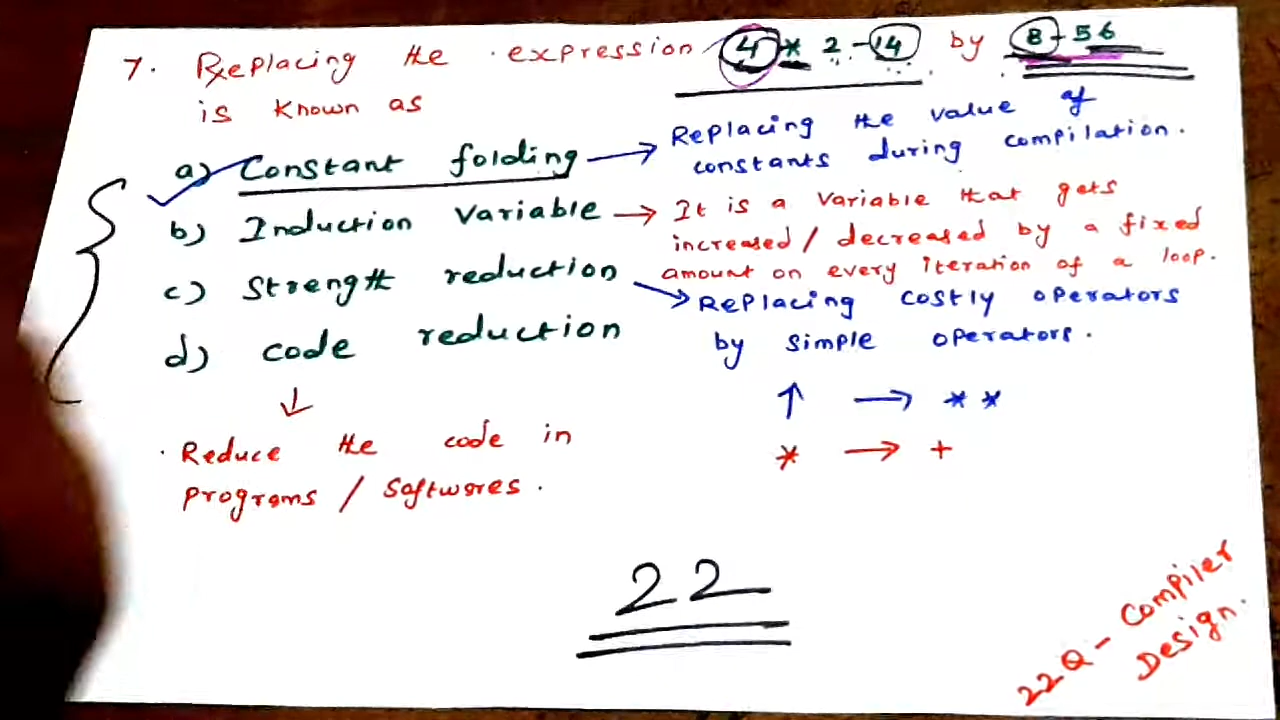 7. Replacing the expression 4 * 2 - 14 by 8 - 56
is known as
a) Constant folding → Replacing the value of
constants during compilation.
b) Induction Variable → It is a variable that gets
increased / decreased by a fixed
amount on every iteration of a loop.
c) Strength reduction → Replacing costly operators
by simple operators.
d) code reduction
↓
↑ → * *
· Reduce the code in
* → +
programs / softwares.
22
22Q - Compiler
Design.